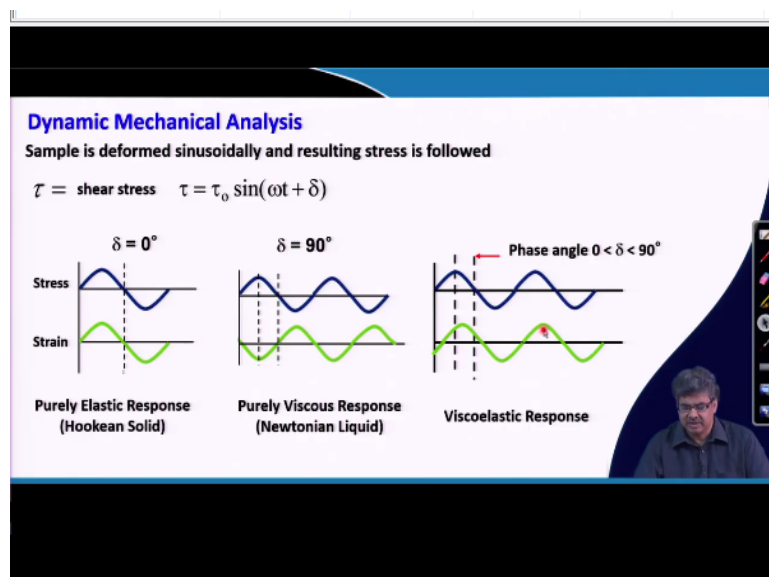 Dynamic Mechanical Analysis
Sample is deformed sinusoidally and resulting stress is followed
τ = shear stress τ = τₒ sin(ωt + δ)
δ = 0°
δ = 90°
Phase angle 0 < δ < 90°
Stress
Strain
Purely Elastic Response
(Hookean Solid)
Purely Viscous Response
(Newtonian Liquid)
Viscoelastic Response